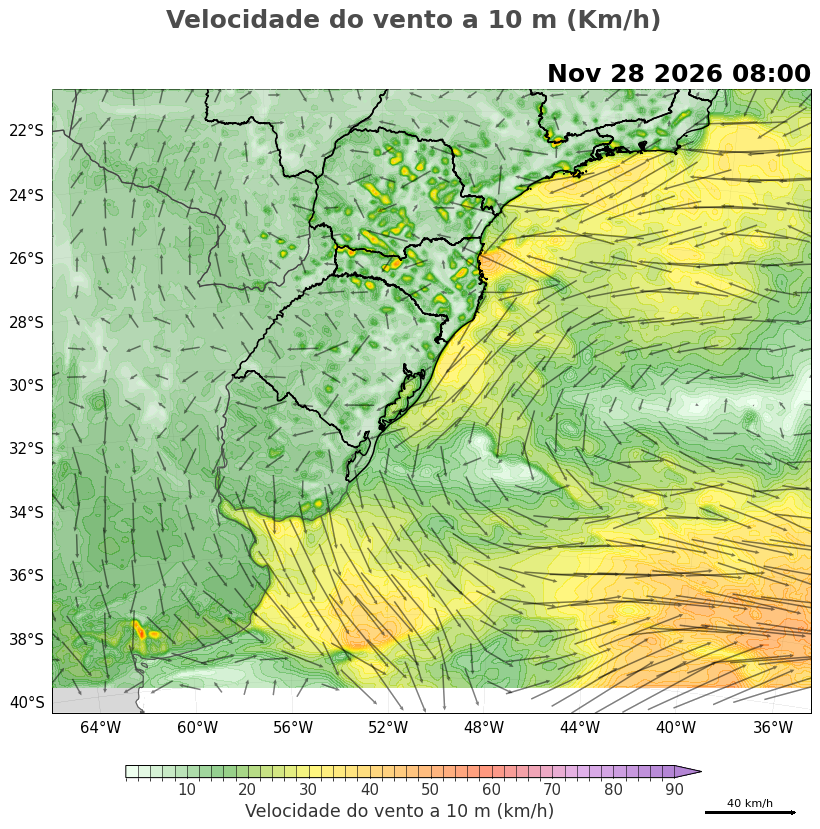 Velocidade do vento a 10 m (Km/h)
Nov 28 2026 08:00
22°S
24°S
26°S
28°S
30°S
32°S
34°S
36°S
38°S
40°S
64°W 60°W 56°W 52°W 48°W 44°W 40°W 36°W
10 20 30 40 50 60 70 80 90
Velocidade do vento a 10 m (km/h)
40 km/h